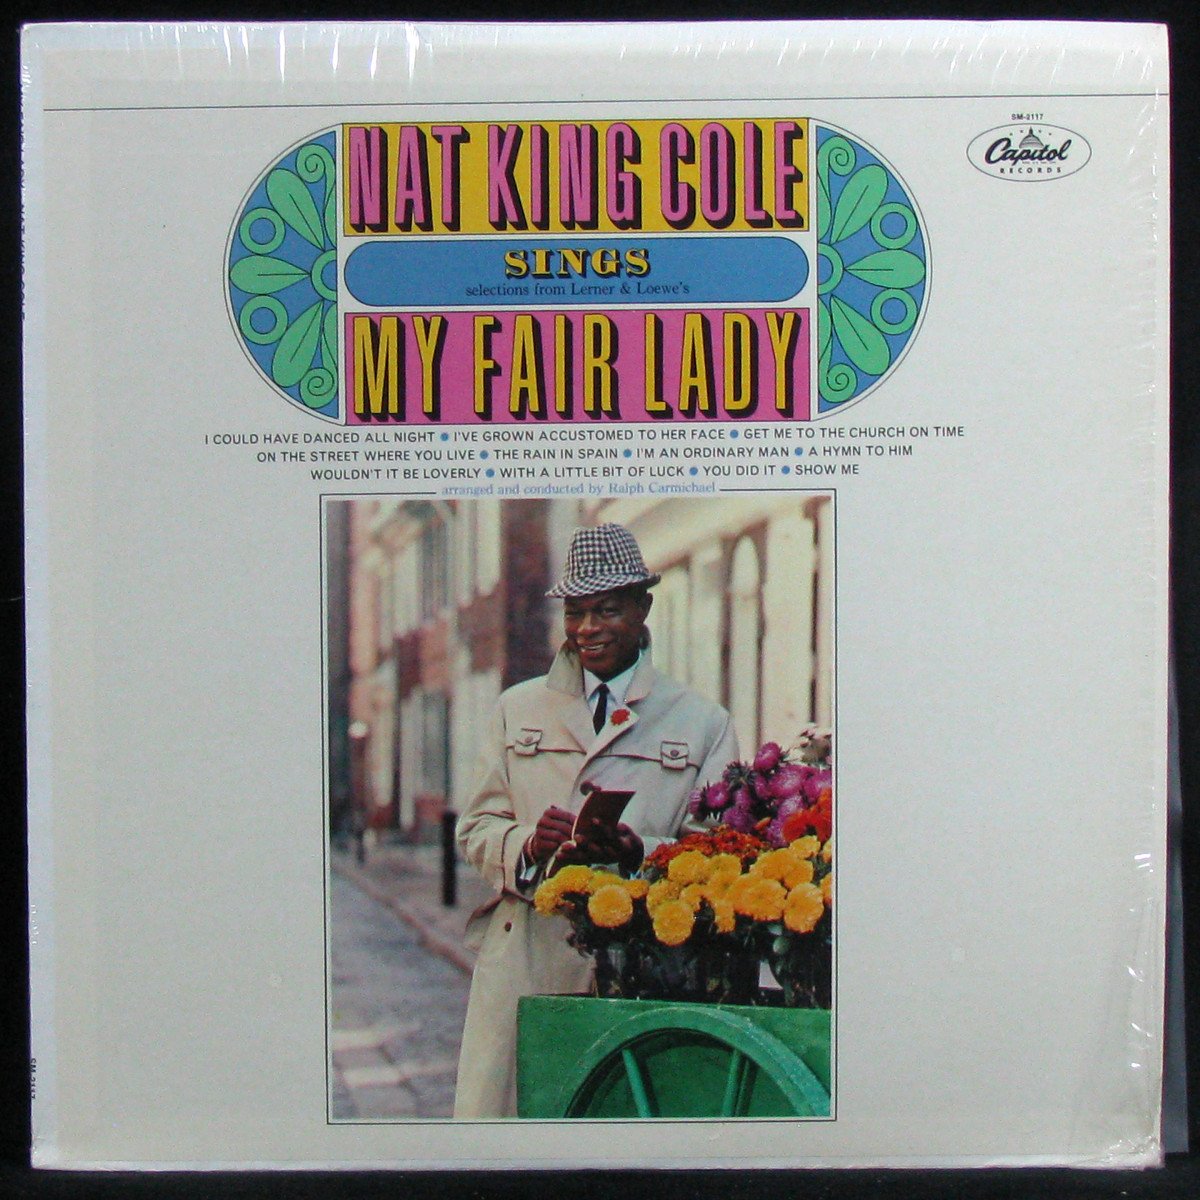 SM-2117
Capitol
RECORDS
NAT KING COLE
SINGS
selections from Lerner & Loewe's
MY FAIR LADY
I COULD HAVE DANCED ALL NIGHT • I'VE GROWN ACCUSTOMED TO HER FACE • GET ME TO THE CHURCH ON TIME
ON THE STREET WHERE YOU LIVE • THE RAIN IN SPAIN • I'M AN ORDINARY MAN • A HYMN TO HIM
WOULDN'T IT BE LOVERLY • WITH A LITTLE BIT OF LUCK • YOU DID IT • SHOW ME
arranged and conducted by Ralph Carmichael